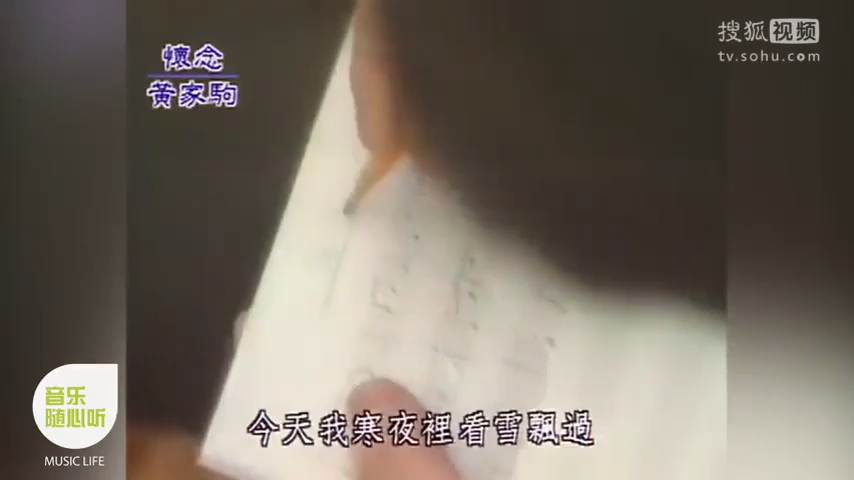 懷念
黃家駒
搜狐视频
tv.sohu.com
音乐
随心听
MUSIC LIFE
今天我寒夜裡看雪飄過